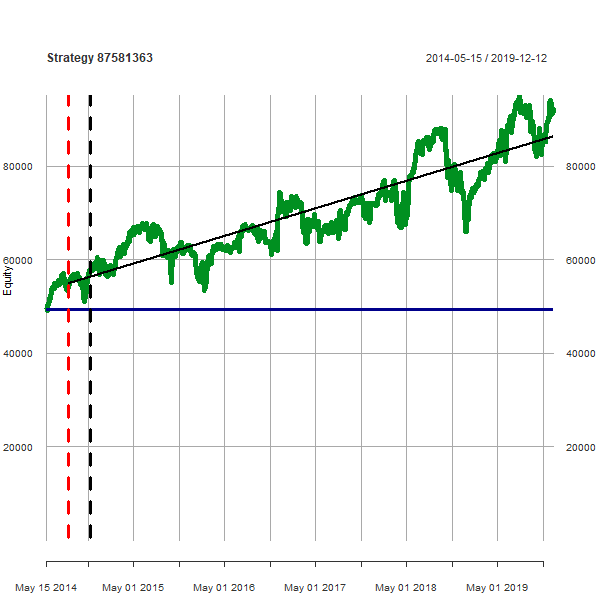 Strategy 87581363
2014-05-15 / 2019-12-12
80000
80000
60000
60000
Equity
40000
40000
20000
20000
May 15 2014
May 01 2015
May 01 2016
May 01 2017
May 01 2018
May 01 2019